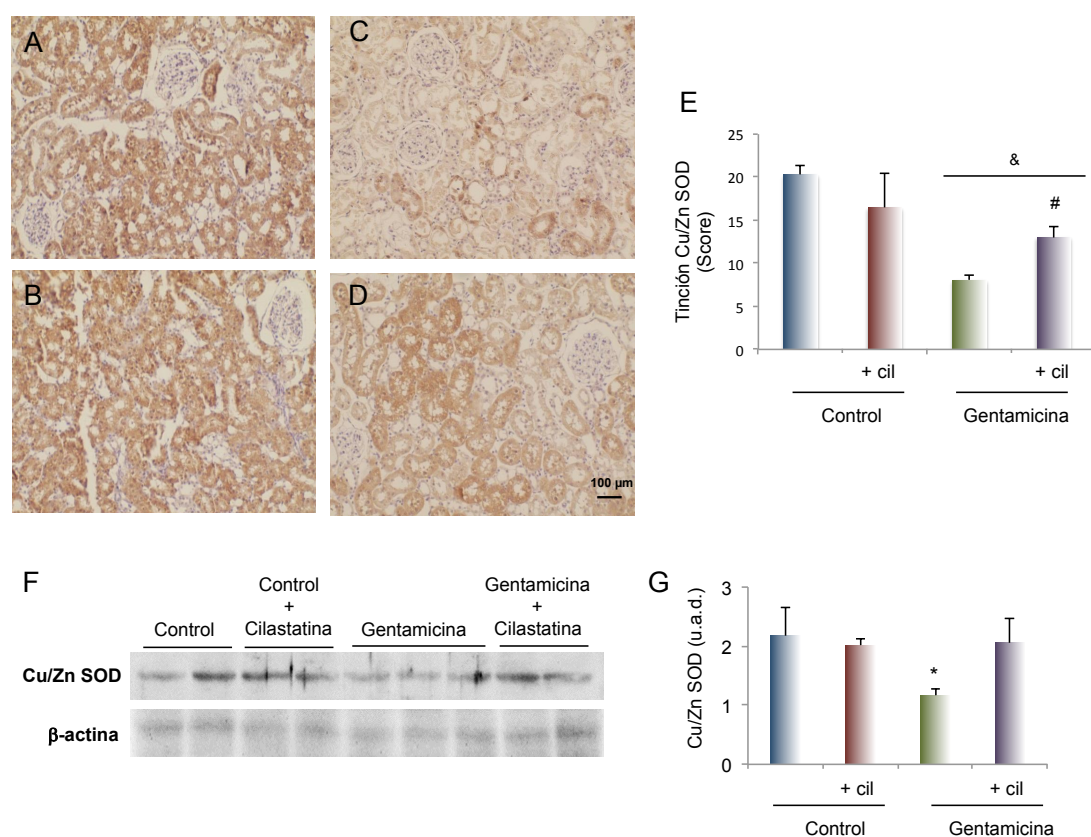 A
C
B
D
100 µm
E
Tinción Cu/Zn SOD
(Score)
25
20
15
10
5
0
&
#
+ cil
+ cil
Control
Gentamicina
F
Control
Control
+
Cilastatina
Gentamicina
Gentamicina
+
Cilastatina
Cu/Zn SOD
β-actina
G
Cu/Zn SOD (u.a.d.)
3
2
1
0
*
+ cil
+ cil
Control
Gentamicina